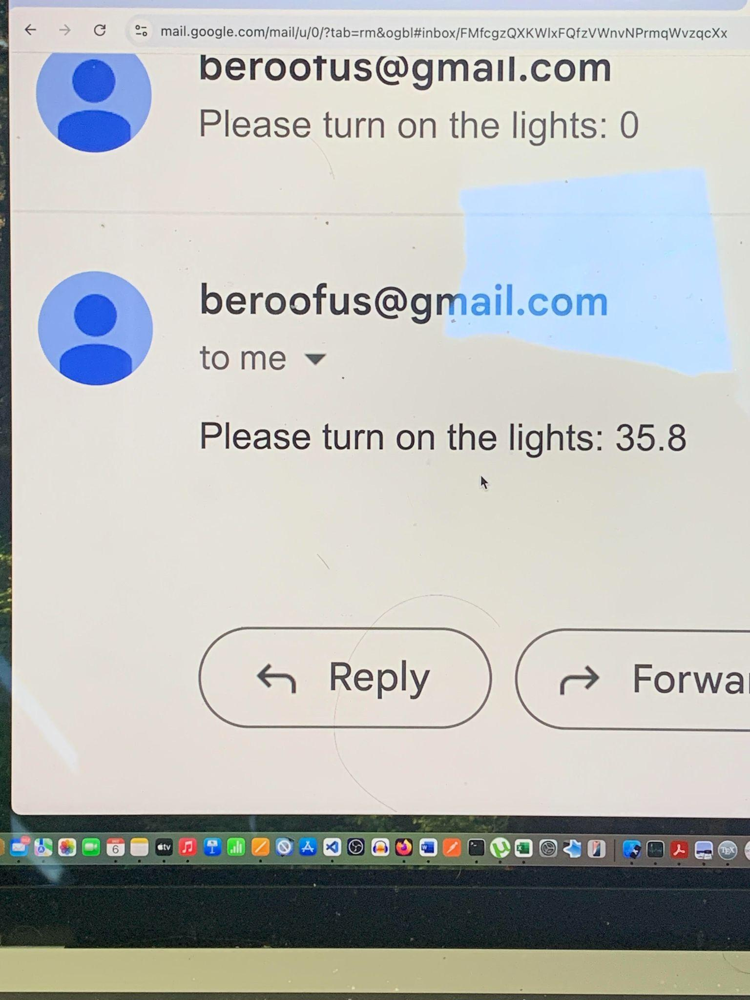 mail.google.com/mail/u/0/?tab=rm&ogbl#inbox/FMfcgzQXKWlxFQfzVWnvNPrmqWvzqcXx
beroofus@gmail.com
Please turn on the lights: 0
beroofus@gmail.com
to me
Please turn on the lights: 35.8
Reply
Forwa
6
tv
W
X
TEX